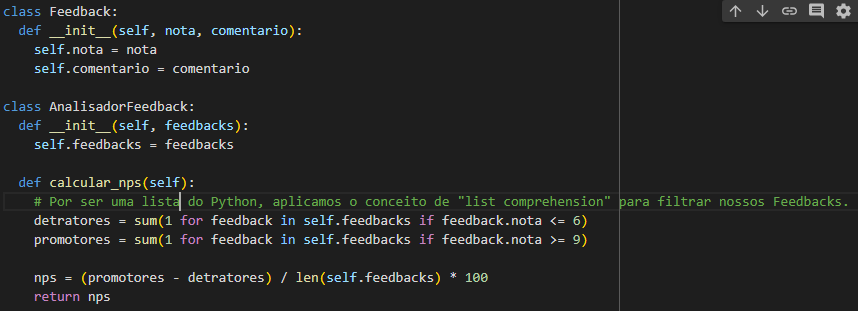 class Feedback:
  def __init__(self, nota, comentario):
    self.nota = nota
    self.comentario = comentario

class AnalisadorFeedback:
  def __init__(self, feedbacks):
    self.feedbacks = feedbacks

  def calcular_nps(self):
    # Por ser uma lista do Python, aplicamos o conceito de "list comprehension" para filtrar nossos Feedbacks.
    detratores = sum(1 for feedback in self.feedbacks if feedback.nota <= 6)
    promotores = sum(1 for feedback in self.feedbacks if feedback.nota >= 9)

    nps = (promotores - detratores) / len(self.feedbacks) * 100
    return nps